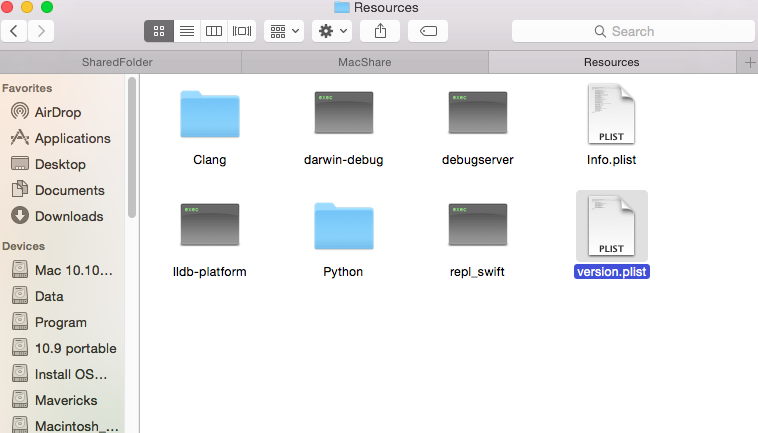 Resources
Search
SharedFolder
MacShare
Resources
Favorites
AirDrop
Applications
Desktop
Documents
Downloads
Devices
Mac 10.10...
Data
Program
10.9 portable
Install OS...
Mavericks
Macintosh_...
exec
Clang
exec
darwin-debug
debugserver
PLIST
Info.plist
exec
lldb-platform
Python
exec
repl_swift
PLIST
version.plist